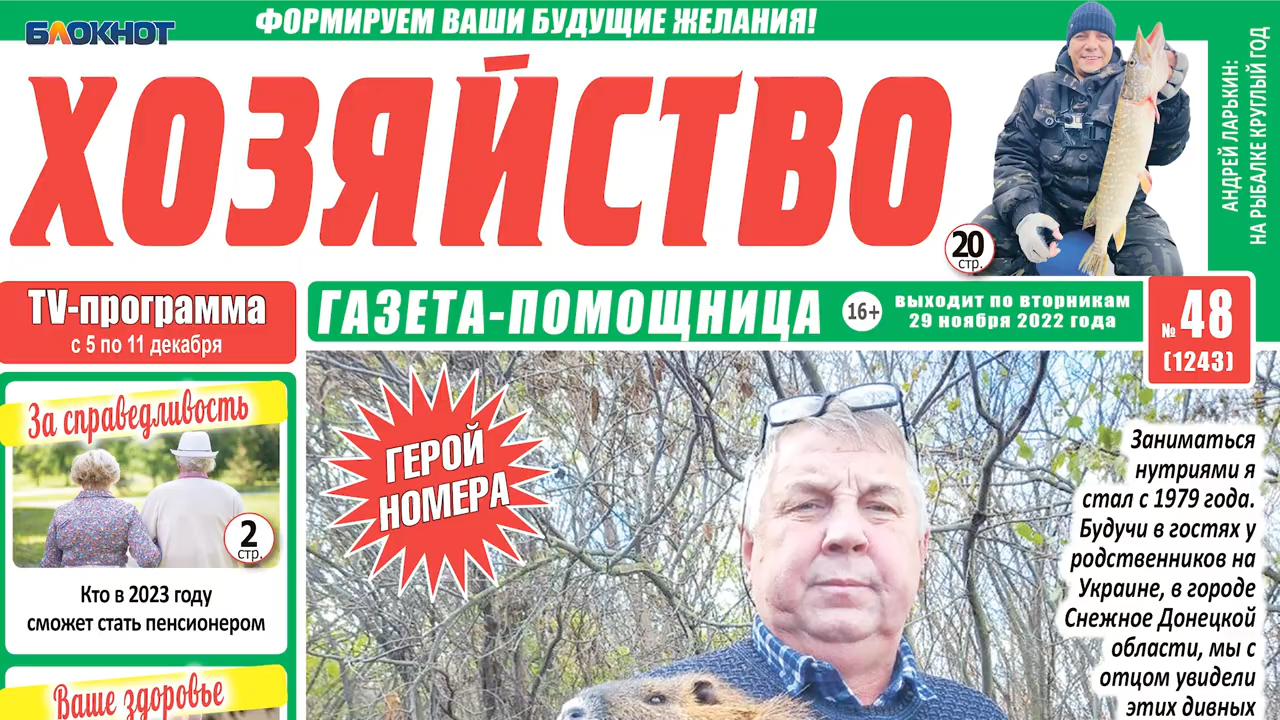 БЛОКНОТ
ФОРМИРУЕМ ВАШИ БУДУЩИЕ ЖЕЛАНИЯ!
ХОЗЯЙСТВО
АНДРЕЙ ЛАРЬКИН:
НА РЫБАЛКЕ КРУГЛЫЙ ГОД
20
стр.
TV-программа
с 5 по 11 декабря
ГАЗЕТА-ПОМОЩНИЦА
16+
ВЫХОДИТ ПО ВТОРНИКАМ
29 НОЯБРЯ 2022 ГОДА
№ 48
(1243)
За справедливость
2
стр.
Кто в 2023 году
сможет стать пенсионером
Ваше здоровье
ГЕРОЙ
НОМЕРА
Заниматься
нутриями я
стал с 1979 года.
Будучи в гостях у
родственников на
Украине, в городе
Снежное Донецкой
области, мы с
отцом увидели
этих дивных